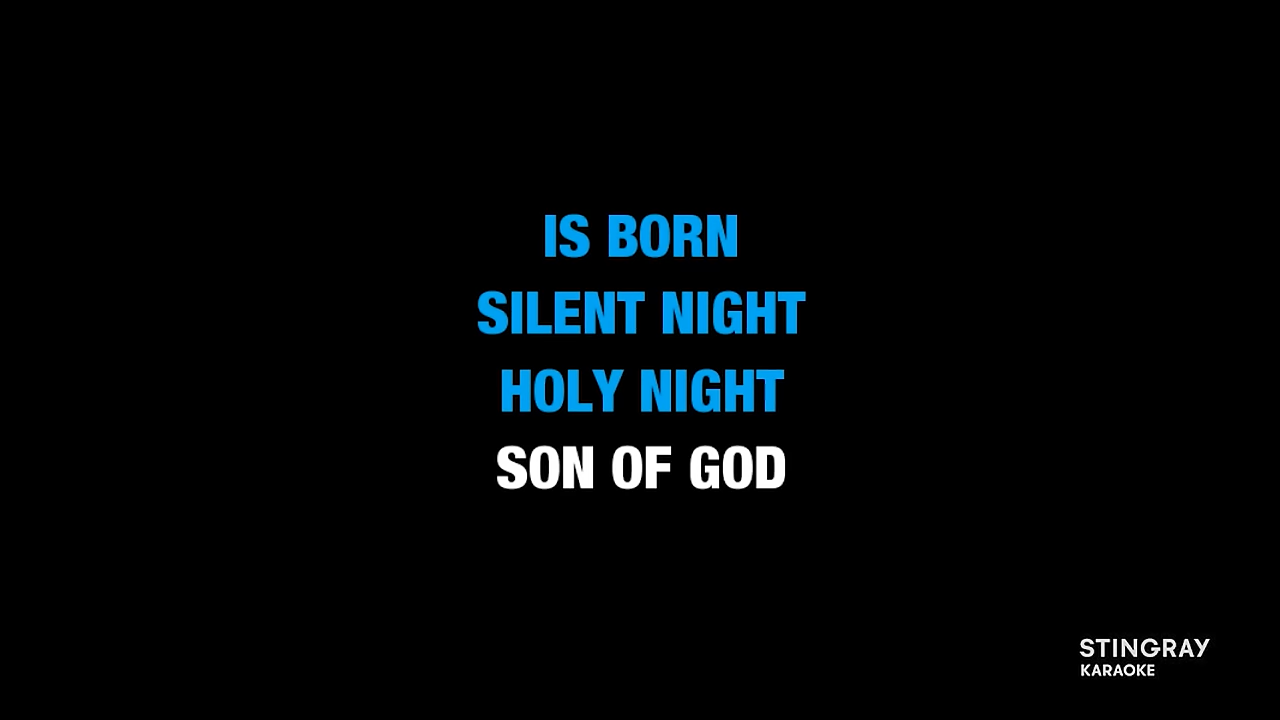 IS BORN
SILENT NIGHT
HOLY NIGHT
SON OF GOD
STINGRAY
KARAOKE